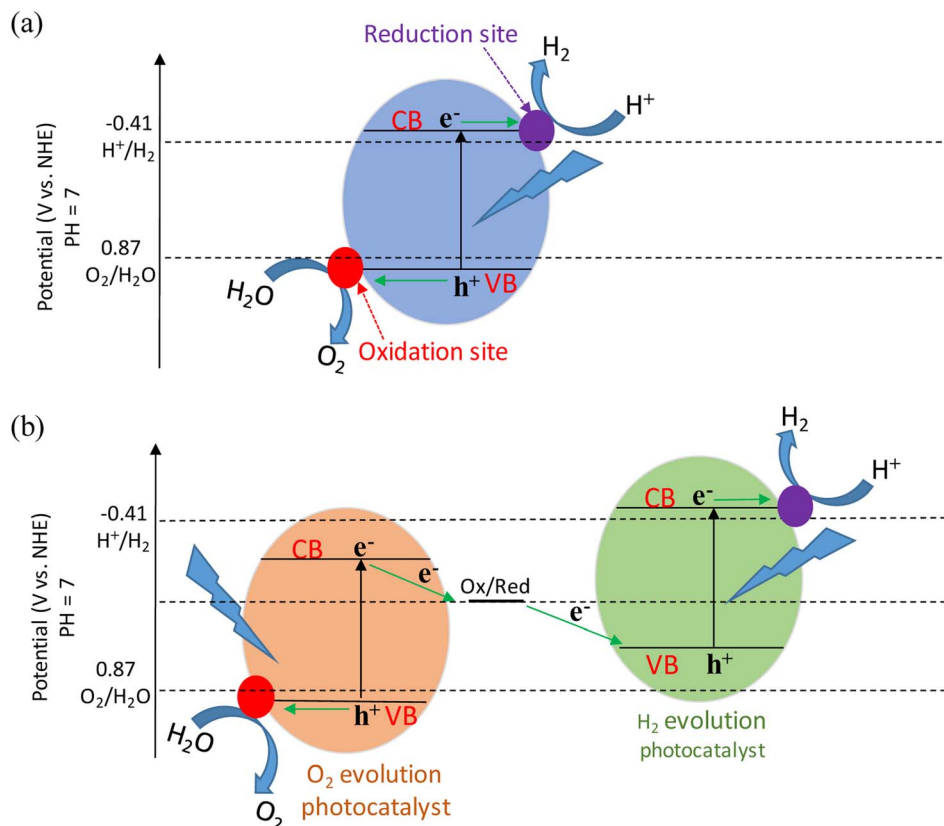 (a)
Reduction site
H₂
H⁺
CB
e⁻
-0.41
H⁺/H₂
Potential (V vs. NHE)
PH = 7
0.87
O₂/H₂O
H₂O
h⁺
VB
O₂
Oxidation site
(b)
H₂
H⁺
CB
e⁻
-0.41
H⁺/H₂
CB
e⁻
e⁻
Ox/Red
e⁻
Potential (V vs. NHE)
PH = 7
VB
h⁺
0.87
O₂/H₂O
h⁺
VB
H₂O
O₂
O₂ evolution
photocatalyst
H₂ evolution
photocatalyst